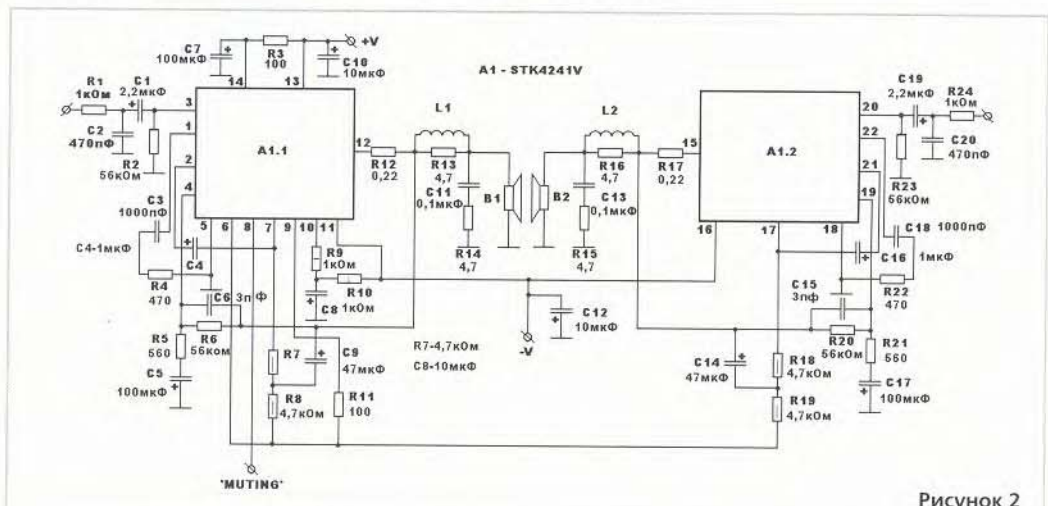 C7
100мкФ
R3
100
+V
C10
10мкФ
14
13
A1 - STK4241V
R1
1кОм
C1
2,2мкФ
C2
470пФ
R2
56кОм
3
1
2
4
A1.1
12
5
6
8
7
9
10
11
C3
1000пФ
C4-1мкФ
C4
R4
470
C6
3пФ
R5
560
R6
56ком
C5
100мкФ
R7
R8
4,7кОм
C9
47мкФ
R11
100
R9
1кОм
R10
1кОм
C8
R12
0,22
L1
R13
4,7
C11
0,1мкФ
R14
4,7
B1
B2
L2
R16
4,7
C13
0,1мкФ
R15
4,7
R17
0,22
C12
10мкФ
-V
R7-4,7кОм
C8-10мкФ
15
A1.2
20
22
21
19
16
17
18
C19
2,2мкФ
R24
1кОм
C20
470пФ
R23
56кОм
C18
1000пФ
C16
1мкФ
C15
3пф
R22
470
R20
56кОм
R21
560
C14
47мкФ
R18
4,7кОм
R19
4,7кОм
C17
100мкФ
'MUTING'
Рисунок 2